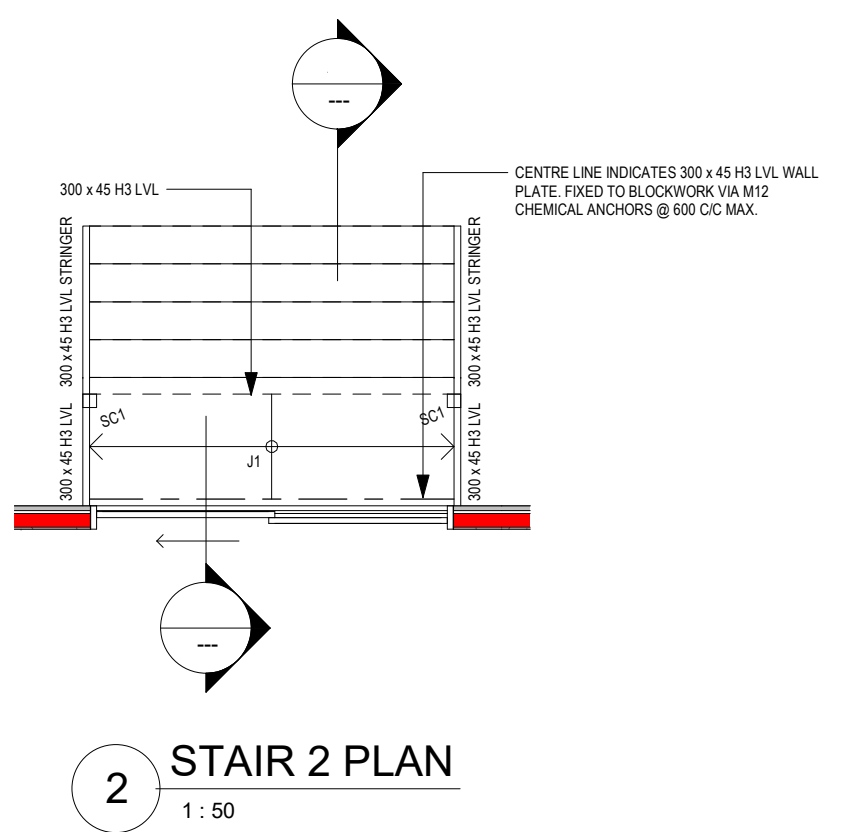 ---
300 x 45 H3 LVL
CENTRE LINE INDICATES 300 x 45 H3 LVL WALL
PLATE. FIXED TO BLOCKWORK VIA M12
CHEMICAL ANCHORS @ 600 C/C MAX.
300 x 45 H3 LVL STRINGER
300 x 45 H3 LVL STRINGER
300 x 45 H3 LVL
SC1
SC1
300 x 45 H3 LVL
J1
---
2
STAIR 2 PLAN
1 : 50